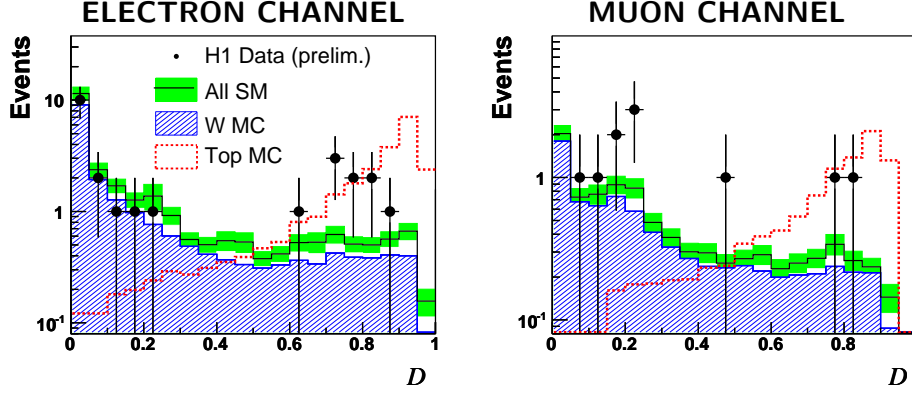 ELECTRON CHANNEL
Events
H1 Data (prelim.)
All SM
W MC
Top MC
10
1
10-1
0 0.2 0.4 0.6 0.8 1
D
MUON CHANNEL
Events
1
10-1
0 0.2 0.4 0.6 0.8
D